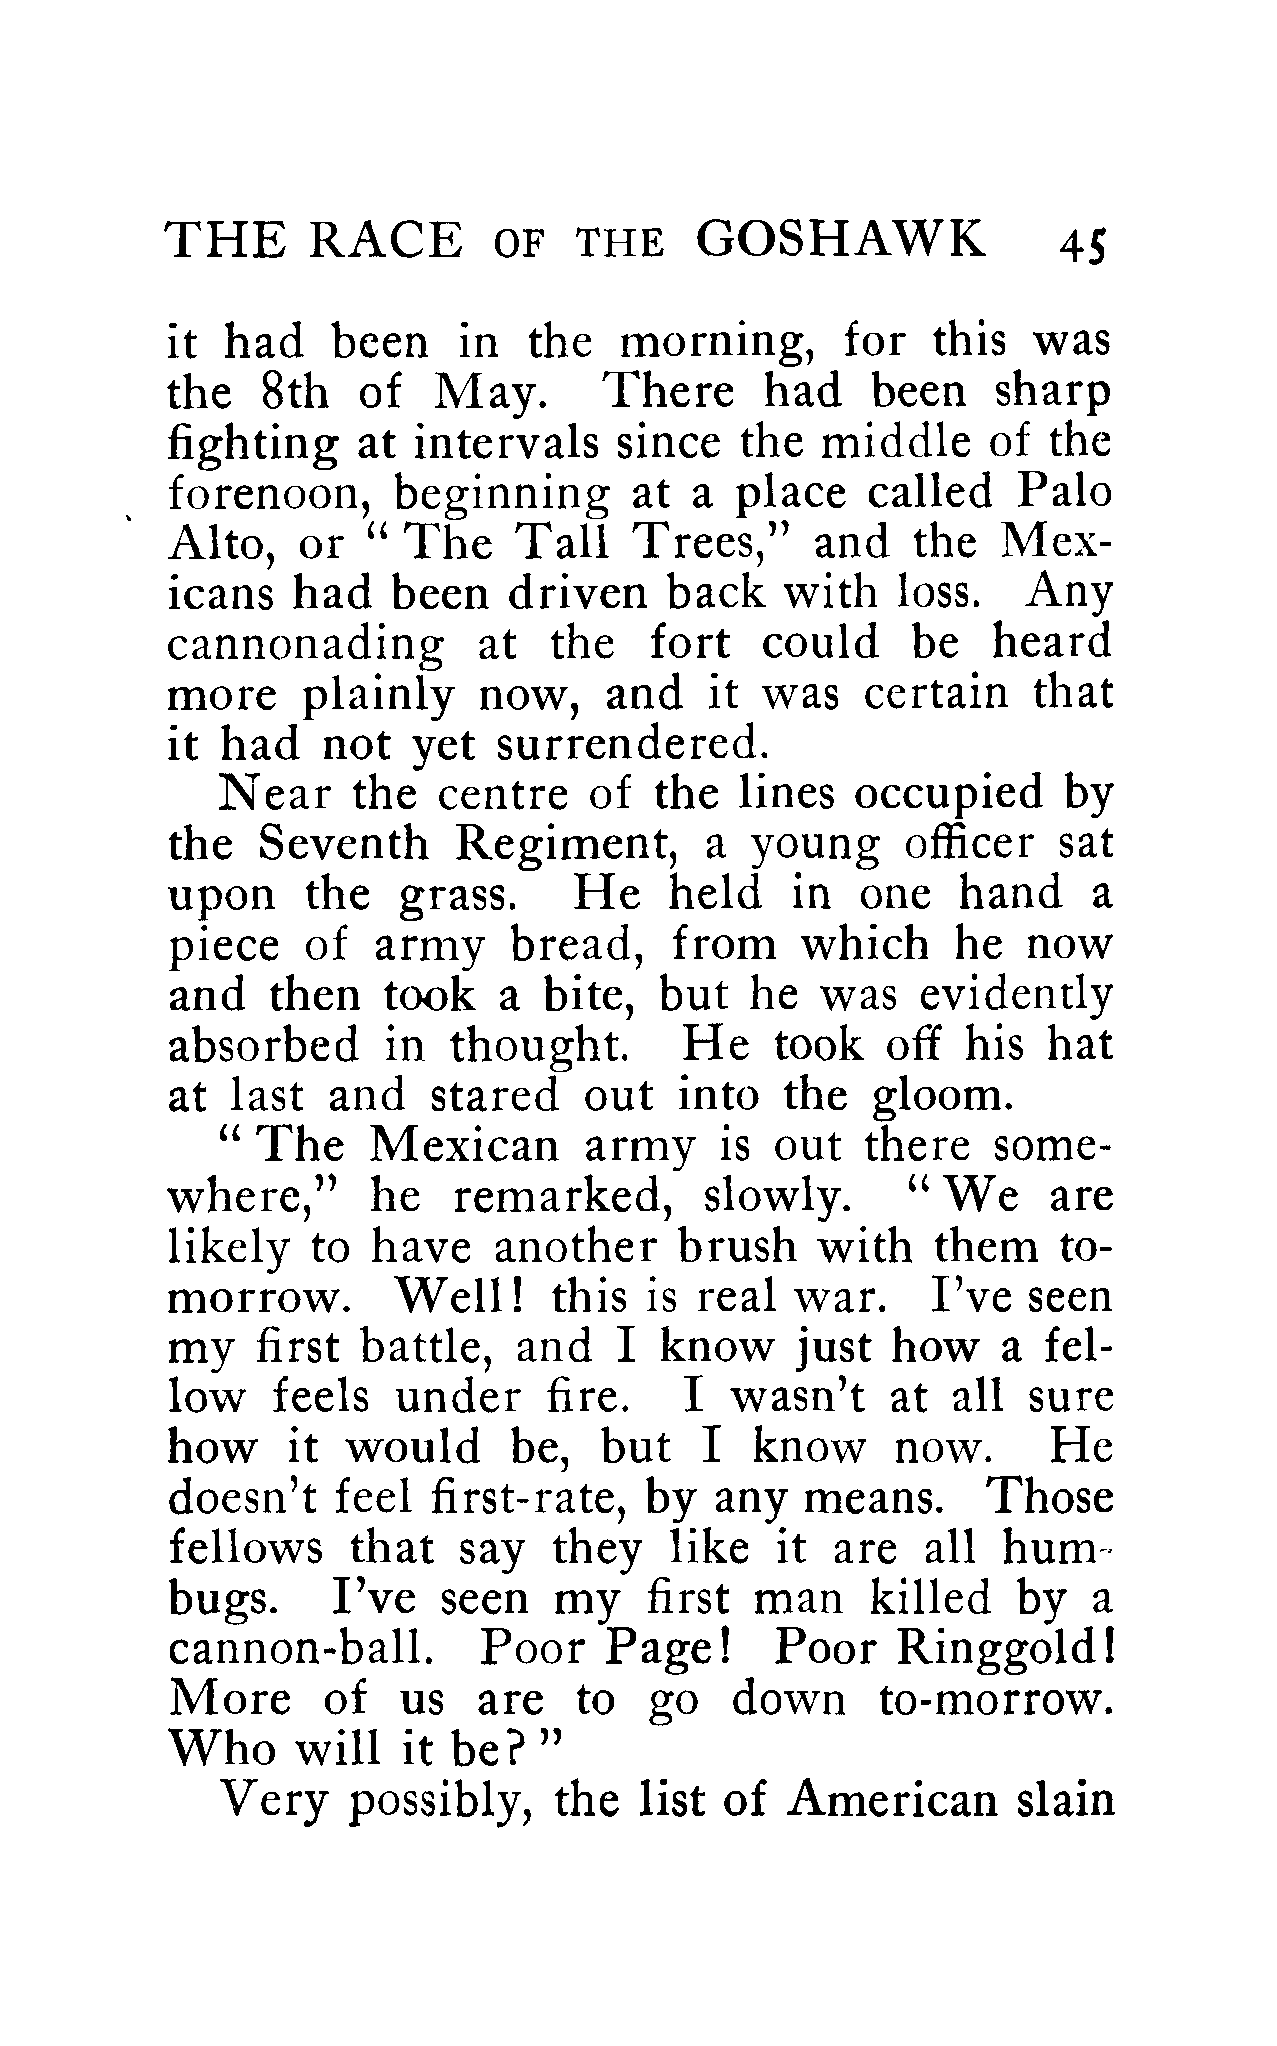 THE RACE OF THE GOSHAWK 45
it had been in the morning, for this was
the 8th of May. There had been sharp
fighting at intervals since the middle of the
forenoon, beginning at a place called Palo
Alto, or “ The Tall Trees,” and the Mex-
icans had been driven back with loss. Any
cannonading at the fort could be heard
more plainly now, and it was certain that
it had not yet surrendered.
Near the centre of the lines occupied by
the Seventh Regiment, a young officer sat
upon the grass. He held in one hand a
piece of army bread, from which he now
and then took a bite, but he was evidently
absorbed in thought. He took off his hat
at last and stared out into the gloom.
“ The Mexican army is out there some-
where,” he remarked, slowly. “ We are
likely to have another brush with them to-
morrow. Well! this is real war. I’ve seen
my first battle, and I know just how a fel-
low feels under fire. I wasn’t at all sure
how it would be, but I know now. He
doesn’t feel first-rate, by any means. Those
fellows that say they like it are all hum-
bugs. I’ve seen my first man killed by a
cannon-ball. Poor Page! Poor Ringgold!
More of us are to go down to-morrow.
Who will it be? ”
Very possibly, the list of American slain